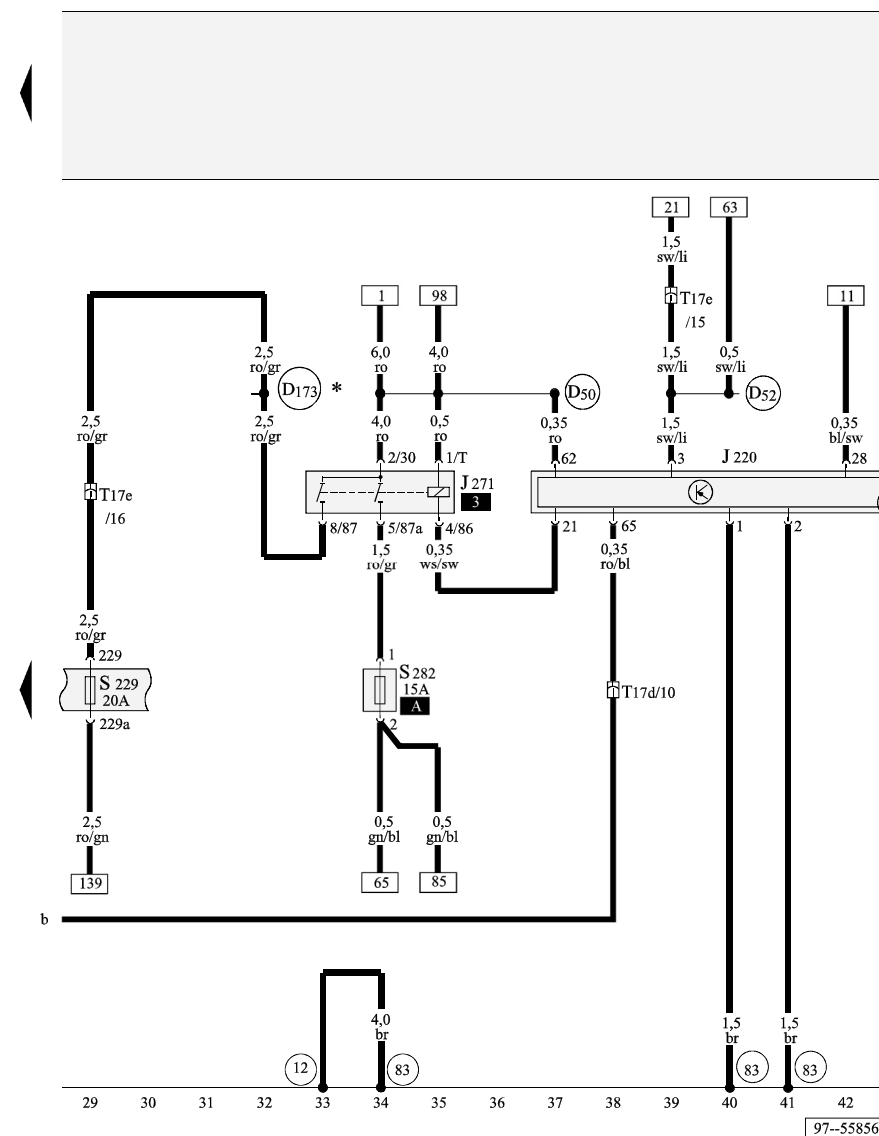 21 63
1,5
sw/li
T17e
/15
1 98 11
2,5
ro/gr
6,0
ro
4,0
ro
1,5
sw/li
0,5
sw/li
D173 *
D50
D52
2,5
ro/gr
2,5
ro/gr
4,0
ro
0,5
ro
0,35
ro
1,5
sw/li
0,35
bl/sw
2/30 1/T 62 3 J 220 28
T17e
/16
J 271
3
8/87 5/87a 4/86 21 65 1 2
1,5
ro/gr
0,35
ws/sw
0,35
ro/bl
2,5
ro/gr
229
S 229
20A
229a
1
S 282
15A
A
2
T17d/10
2,5
ro/gn
0,5
gn/bl
0,5
gn/bl
139 65 85
b
4,0
br
1,5
br
1,5
br
12 83 83 83
29 30 31 32 33 34 35 36 37 38 39 40 41 42
97--55856